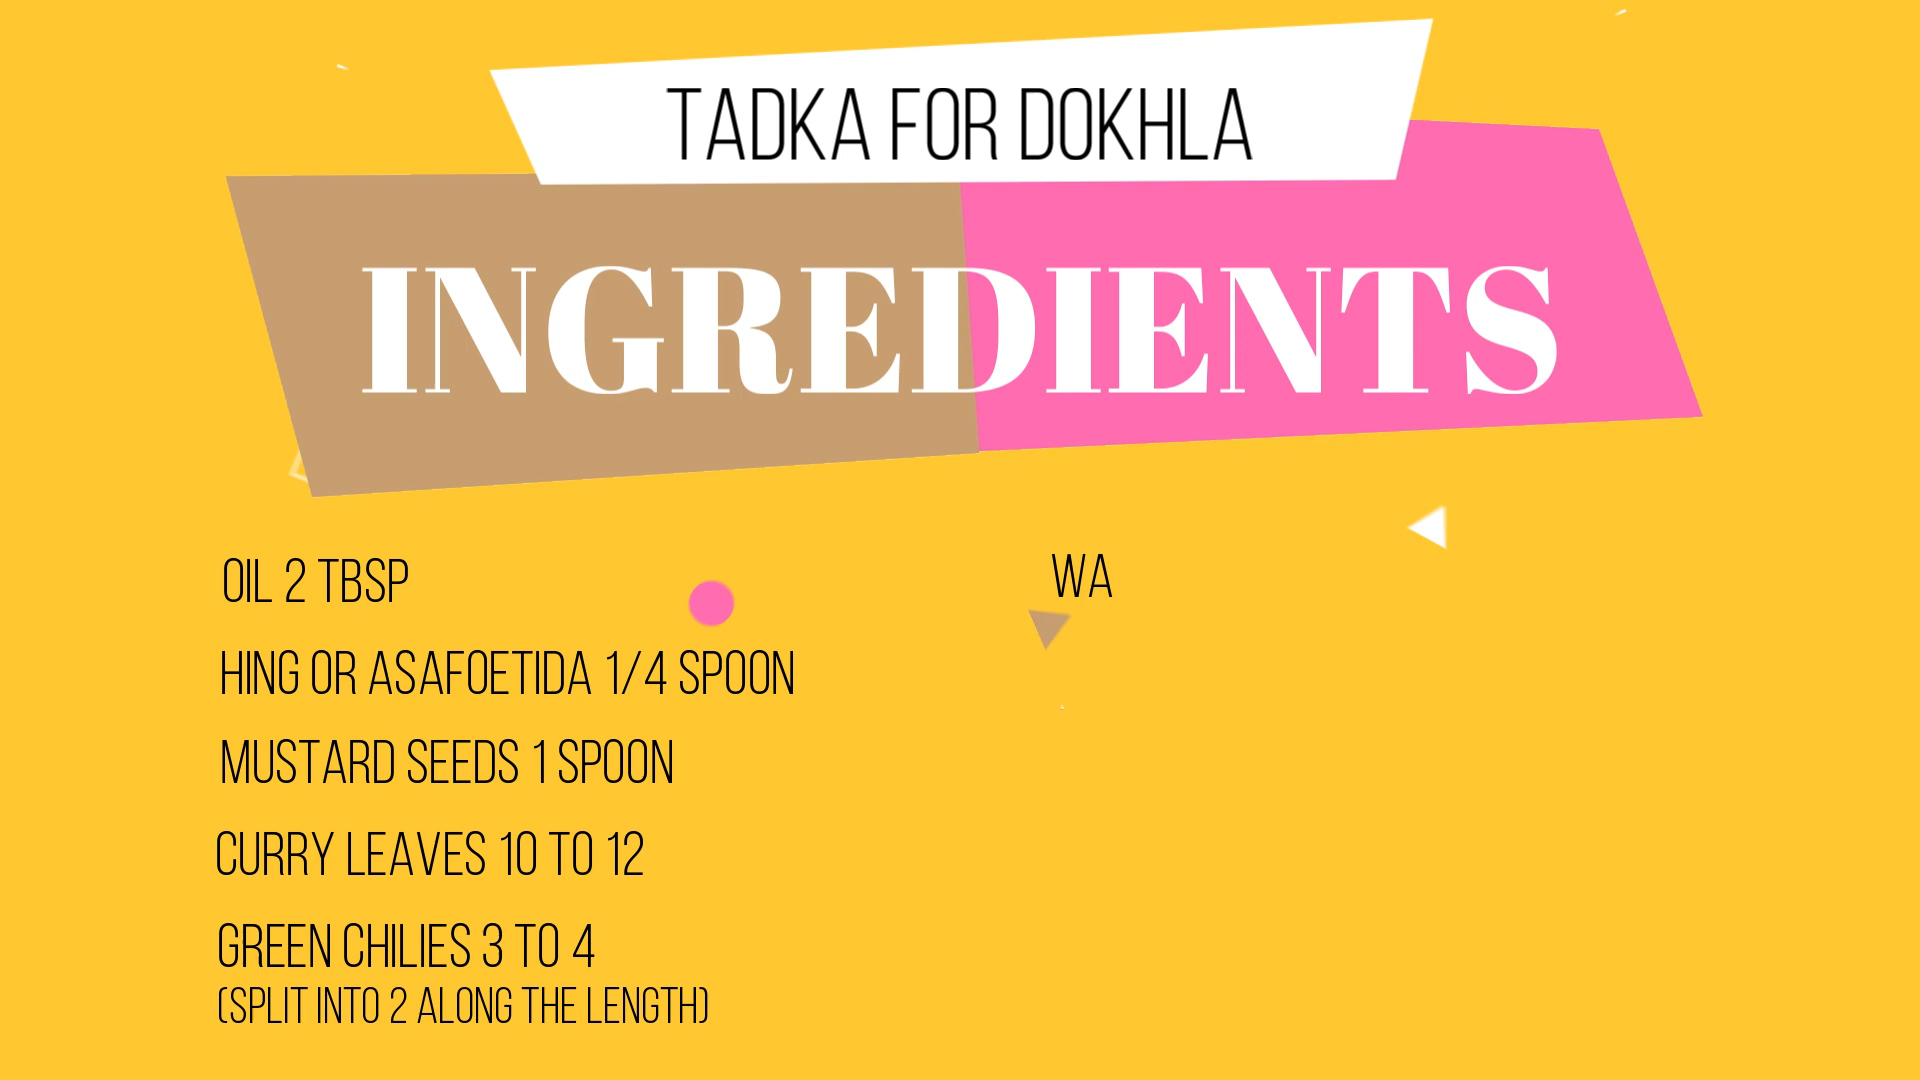 TADKA FOR DOKHLA
INGREDIENTS
OIL 2 TBSP
HING OR ASAFOETIDA 1/4 SPOON
MUSTARD SEEDS 1 SPOON
CURRY LEAVES 10 TO 12
GREEN CHILIES 3 TO 4
(SPLIT INTO 2 ALONG THE LENGTH)
WA